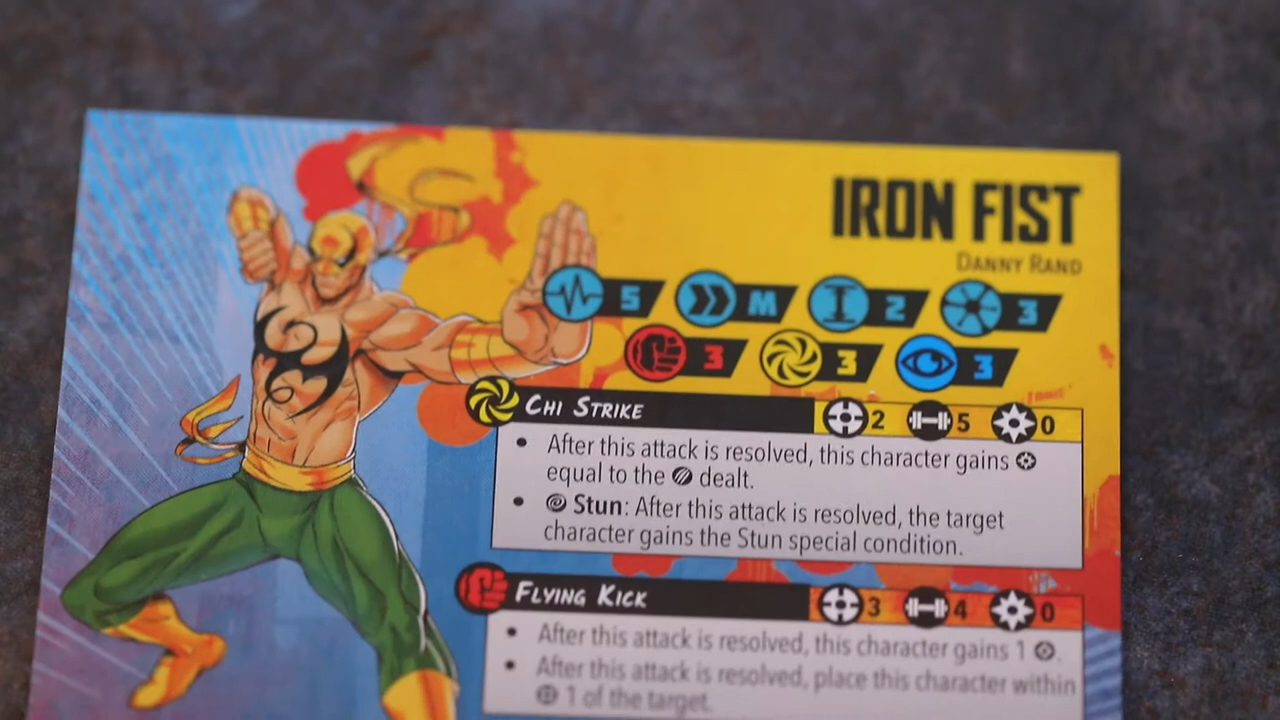 IRON FIST
DANNY RAND
5 M 2 3
3 3 3
CHI STRIKE 2 5 0
• After this attack is resolved, this character gains
equal to the dealt.
• Stun: After this attack is resolved, the target
character gains the Stun special condition.
FLYING KICK 3 4 0
• After this attack is resolved, this character gains 1 .
• After this attack is resolved, place this character within
1 of the target.